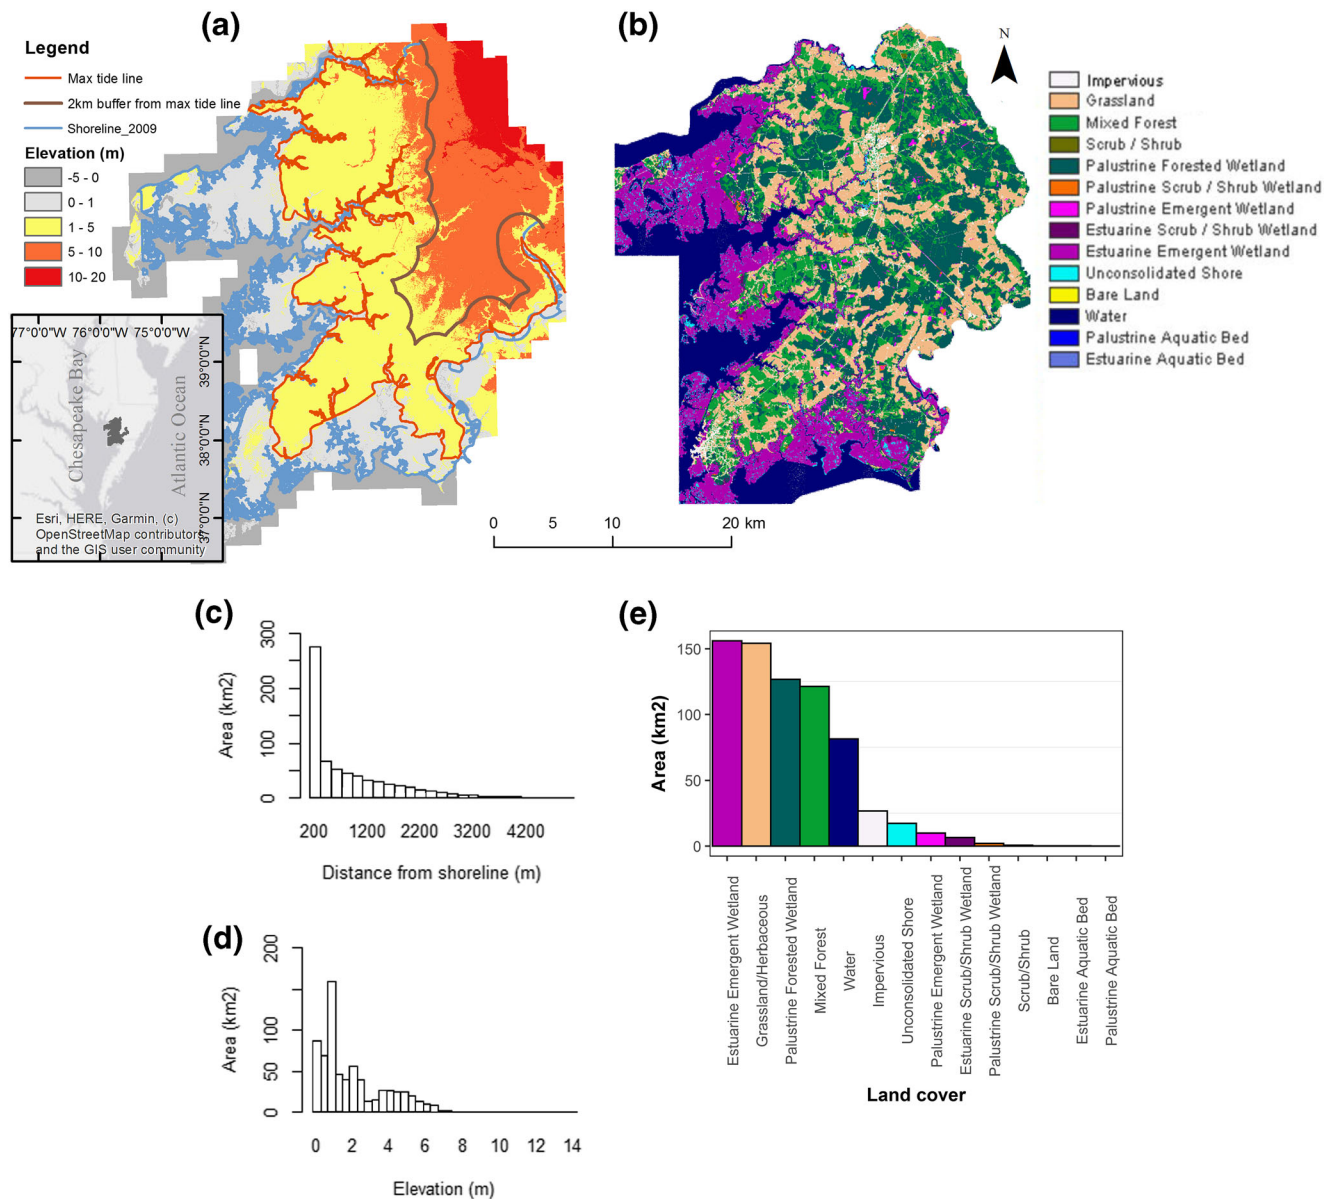 (a)
Legend
Max tide line
2km buffer from max tide line
Shoreline_2009
Elevation (m)
-5 - 0
0 - 1
1 - 5
5 - 10
10- 20
77°0'0"W 76°0'0"W 75°0'0"W
39°0'0"N
38°0'0"N
37°0'0"N
Chesapeake Bay
Atlantic Ocean
Esri, HERE, Garmin, (c)
OpenStreetMap contributors,
and the GIS user community
0 5 10 20 km
(b)
N
Impervious
Grassland
Mixed Forest
Scrub / Shrub
Palustrine Forested Wetland
Palustrine Scrub / Shrub Wetland
Palustrine Emergent Wetland
Estuarine Scrub / Shrub Wetland
Estuarine Emergent Wetland
Unconsolidated Shore
Bare Land
Water
Palustrine Aquatic Bed
Estuarine Aquatic Bed
(c)
Area (km2)
300
200
100
0
200 1200 2200 3200 4200
Distance from shoreline (m)
(d)
Area (km2)
200
100
50
0
0 2 4 6 8 10 12 14
Elevation (m)
(e)
Area (km2)
150
100
50
0
Estuarine Emergent Wetland
Grassland/Herbaceous
Palustrine Forested Wetland
Mixed Forest
Water
Impervious
Unconsolidated Shore
Palustrine Emergent Wetland
Estuarine Scrub/Shrub Wetland
Palustrine Scrub/Shrub Wetland
Scrub/Shrub
Bare Land
Estuarine Aquatic Bed
Palustrine Aquatic Bed
Land cover